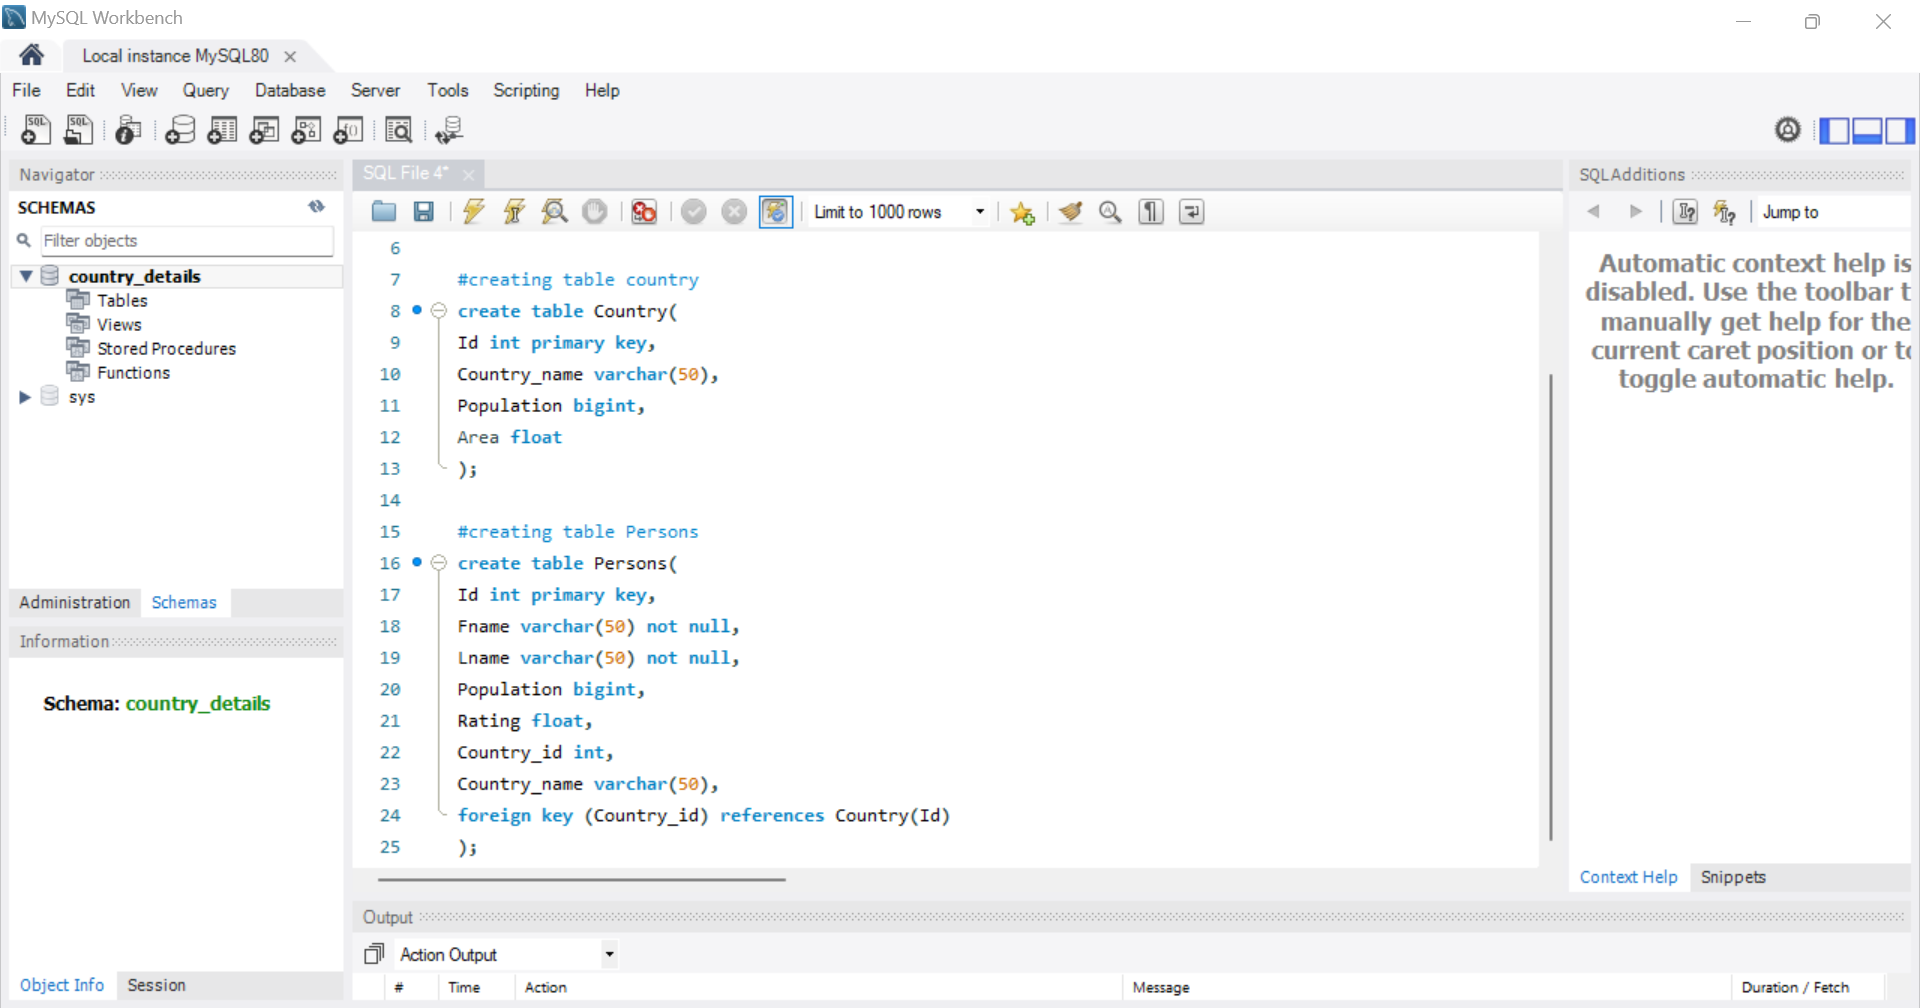 MySQL Workbench
Local instance MySQL80
File Edit View Query Database Server Tools Scripting Help
Navigator
SCHEMAS
Filter objects
country_details
Tables
Views
Stored Procedures
Functions
sys
Administration Schemas
Information
Schema: country_details
Object Info Session
SQL File 4*
Limit to 1000 rows
6
7 #creating table country
8 create table Country(
9 Id int primary key,
10 Country_name varchar(50),
11 Population bigint,
12 Area float
13 );
14
15 #creating table Persons
16 create table Persons(
17 Id int primary key,
18 Fname varchar(50) not null,
19 Lname varchar(50) not null,
20 Population bigint,
21 Rating float,
22 Country_id int,
23 Country_name varchar(50),
24 foreign key (Country_id) references Country(Id)
25 );
Output
Action Output
# Time Action Message Duration / Fetch
SQLAdditions
Jump to
Automatic context help is
disabled. Use the toolbar t
manually get help for the
current caret position or to
toggle automatic help.
Context Help Snippets